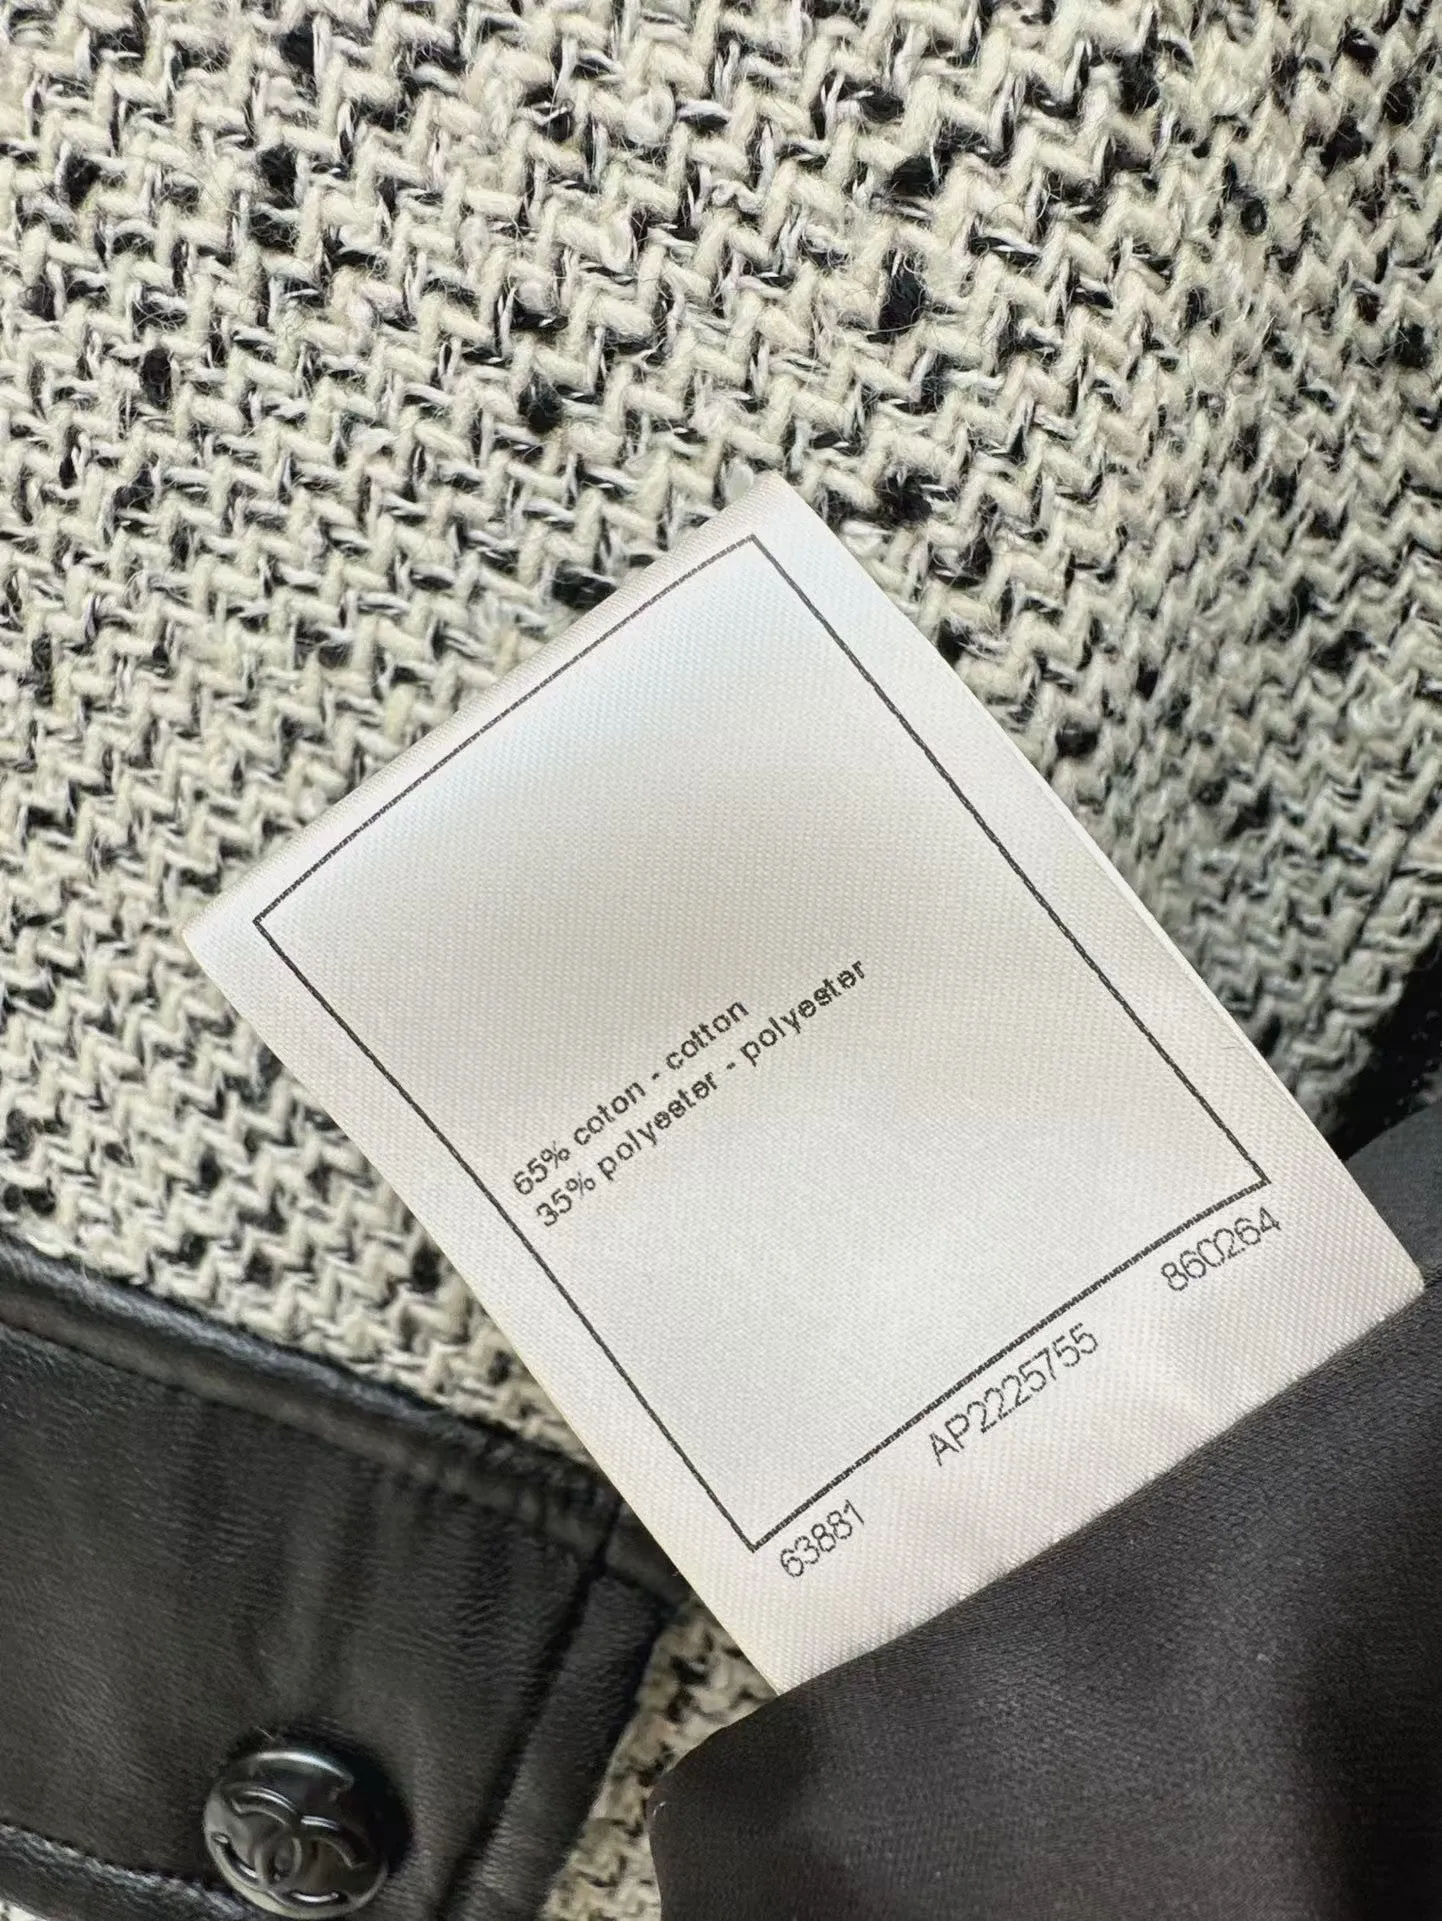 65% coton - cotton
35% polyester - polyester
63881 AP2225755 860264